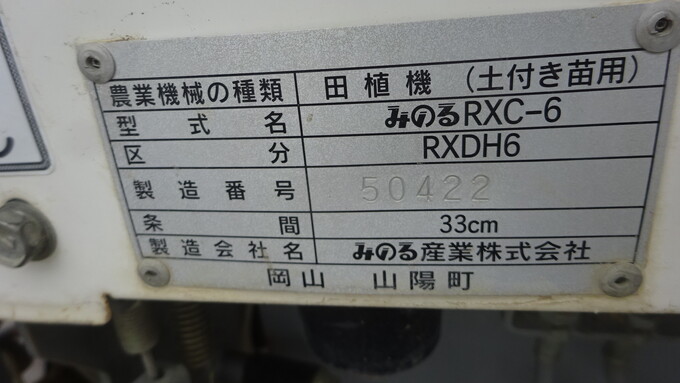 農業機械の種類 田植機（土付き苗用）
型式名 みのるRXC-6
区分 RXDH6
製造番号 50422
条間 33cm
製造会社名 みのる産業株式会社
岡山 山陽町